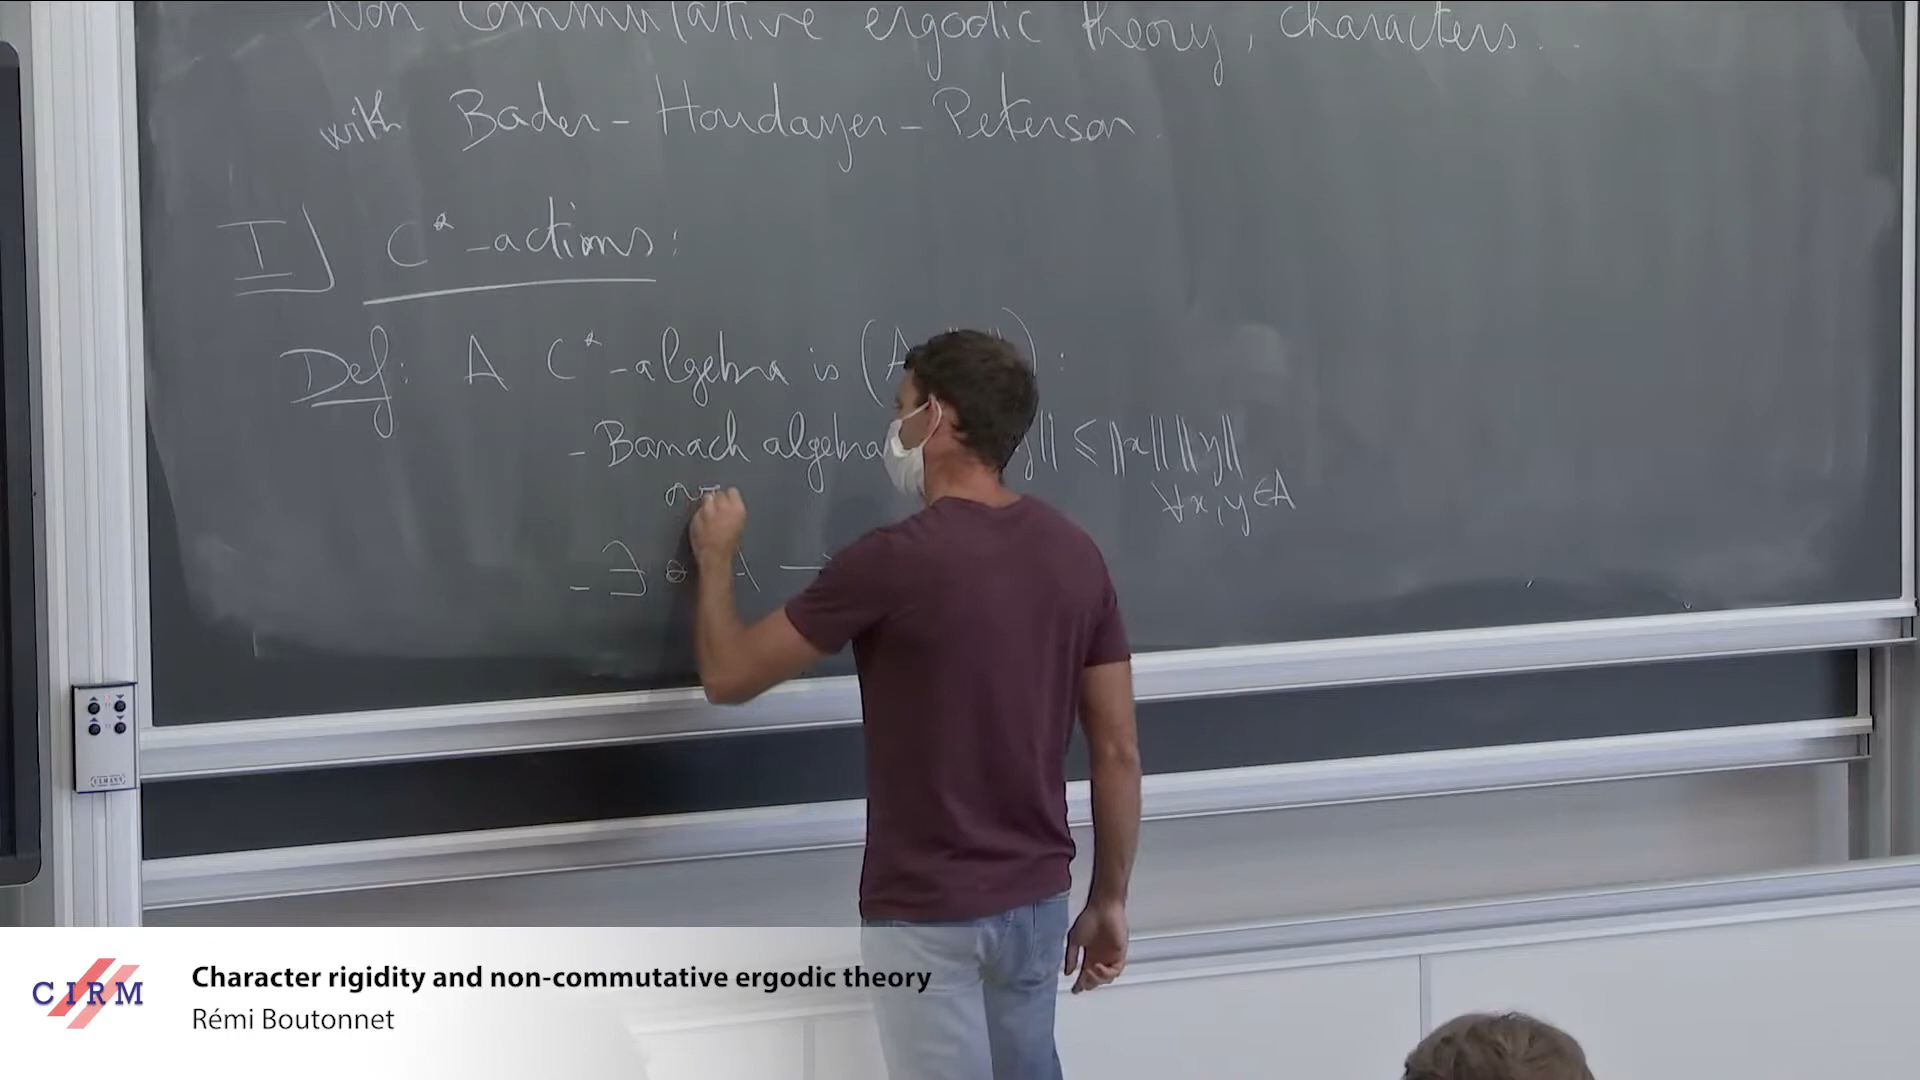 Non commutative ergodic theory, characters...
with Bader - Houdayer - Peterson
I) C*-actions:
Def: A C*-algebra is (A :
- Banach algebra y|| ≤ ||x|| ||y||
∀x, y ∈ A
- ∃ * A →
CIRM
Character rigidity and non-commutative ergodic theory
Rémi Boutonnet